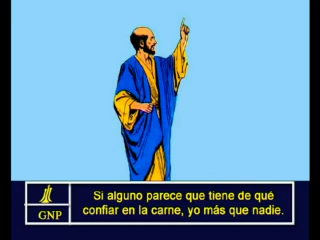 Si alguno parece que tiene de qué
confiar en la carne, yo más que nadie.
GNP